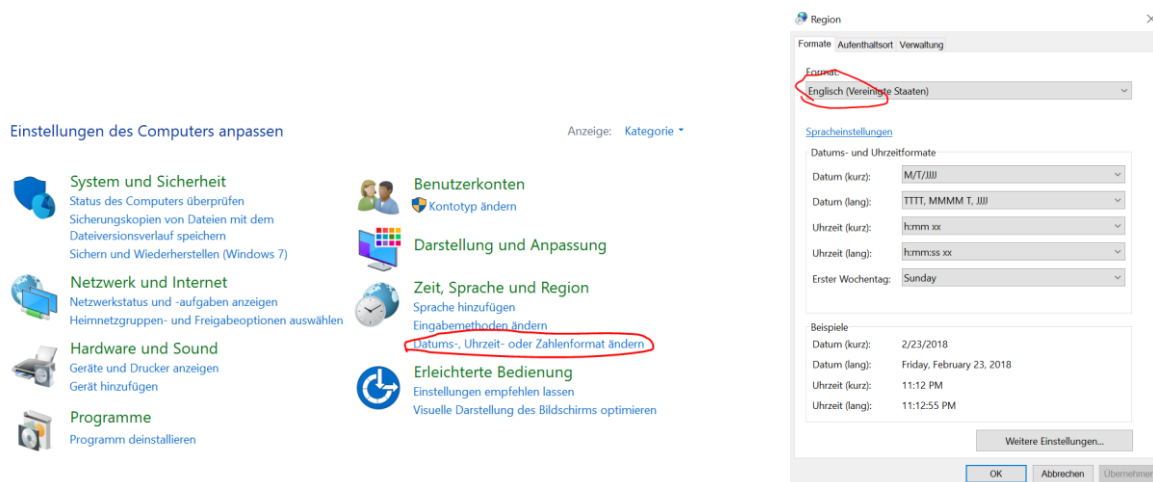 Einstellungen des Computers anpassen
Anzeige: Kategorie
System und Sicherheit
Status des Computers überprüfen
Sicherungskopien von Dateien mit dem
Dateiversionsverlauf speichern
Sichern und Wiederherstellen (Windows 7)
Netzwerk und Internet
Netzwerkstatus und -aufgaben anzeigen
Heimnetzgruppen- und Freigabeoptionen auswählen
Hardware und Sound
Geräte und Drucker anzeigen
Gerät hinzufügen
Programme
Programm deinstallieren
Benutzerkonten
Kontotyp ändern
Darstellung und Anpassung
Zeit, Sprache und Region
Sprache hinzufügen
Eingabemethoden ändern
Datums-, Uhrzeit- oder Zahlenformat ändern
Erleichterte Bedienung
Einstellungen empfehlen lassen
Visuelle Darstellung des Bildschirms optimieren
Region
Formate Aufenthaltsort Verwaltung
Format:
Englisch (Vereinigte Staaten)
Spracheinstellungen
Datums- und Uhrzeitformate
Datum (kurz): M/T/JJJJ
Datum (lang): TTTT, MMMM T, JJJJ
Uhrzeit (kurz): h:mm xx
Uhrzeit (lang): h:mm:ss xx
Erster Wochentag: Sunday
Beispiele
Datum (kurz): 2/23/2018
Datum (lang): Friday, February 23, 2018
Uhrzeit (kurz): 11:12 PM
Uhrzeit (lang): 11:12:55 PM
Weitere Einstellungen...
OK Abbrechen Übernehmen